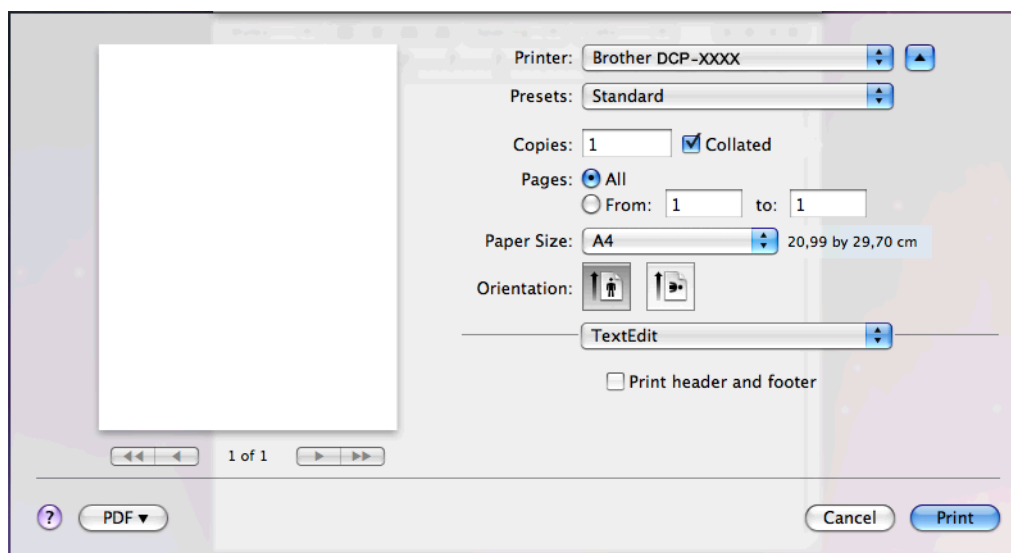 Printer: Brother DCP-XXXX
Presets: Standard
Copies: 1 Collated
Pages: All
From: 1 to: 1
Paper Size: A4 20,99 by 29,70 cm
Orientation:
TextEdit
Print header and footer
1 of 1
? PDF Cancel Print